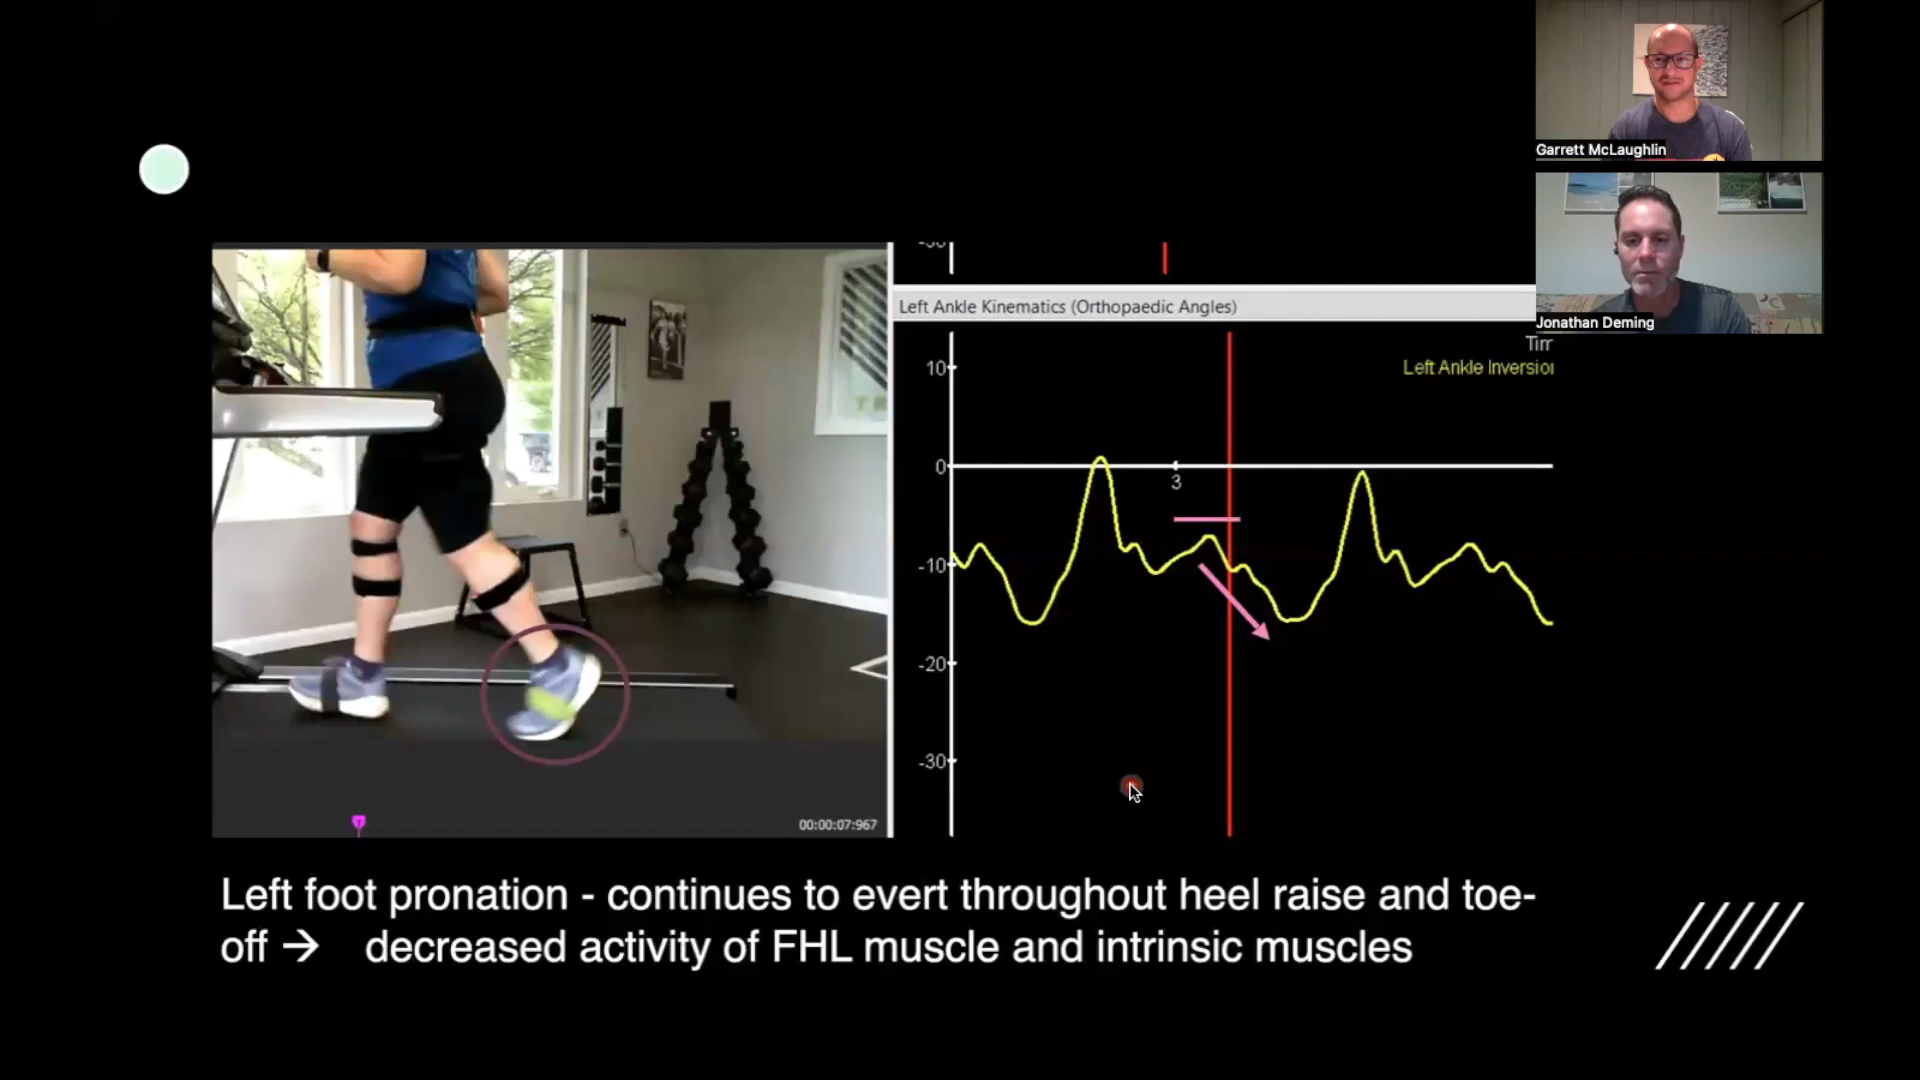 Garrett McLaughlin
Jonathan Deming
Left Ankle Kinematics (Orthopaedic Angles)
Left Ankle Inversion
10
0
3
-10
-20
-30
00:00:07:967
Left foot pronation - continues to evert throughout heel raise and toe-
off → decreased activity of FHL muscle and intrinsic muscles